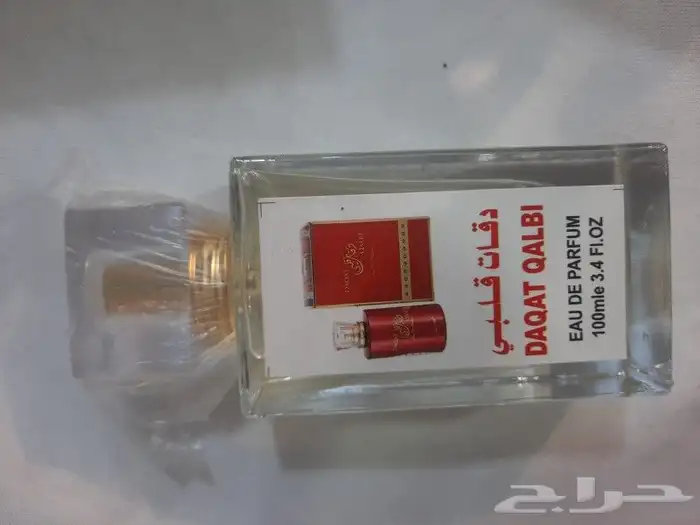 دقات قلبي
DAQAT QALBI
EAU DE PARFUM
100mle 3.4 Fl.OZ
حراج